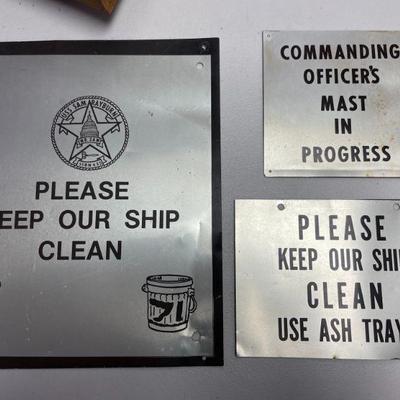 USS SAM RAYBURN
PLEASE
EEP OUR SHIP
CLEAN
COMMANDING
OFFICER'S
MAST
IN
PROGRESS
PLEASE
KEEP OUR SHI
CLEAN
USE ASH TRAY